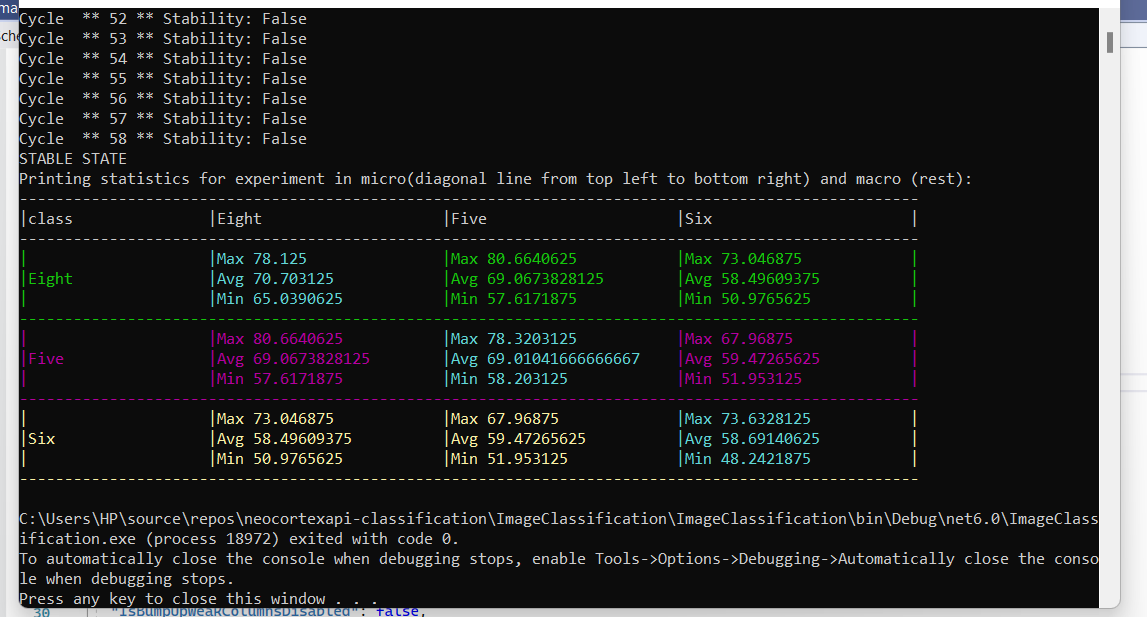 ma
Cycle  ** 52 ** Stability: False
che
Cycle  ** 53 ** Stability: False
Cycle  ** 54 ** Stability: False
Cycle  ** 55 ** Stability: False
Cycle  ** 56 ** Stability: False
Cycle  ** 57 ** Stability: False
Cycle  ** 58 ** Stability: False
STABLE STATE
Printing statistics for experiment in micro(diagonal line from top left to bottom right) and macro (rest):
----------------------------------------------------------------------------------------------------
|class               |Eight                    |Five                     |Six                      |
----------------------------------------------------------------------------------------------------
|                    |Max 78.125               |Max 80.6640625           |Max 73.046875            |
|Eight               |Avg 70.703125            |Avg 69.0673828125        |Avg 58.49609375          |
|                    |Min 65.0390625           |Min 57.6171875           |Min 50.9765625           |
----------------------------------------------------------------------------------------------------
|                    |Max 80.6640625           |Max 78.3203125           |Max 67.96875             |
|Five                |Avg 69.0673828125        |Avg 69.01041666666667    |Avg 59.47265625          |
|                    |Min 57.6171875           |Min 58.203125            |Min 51.953125            |
----------------------------------------------------------------------------------------------------
|                    |Max 73.046875            |Max 67.96875             |Max 73.6328125           |
|Six                 |Avg 58.49609375          |Avg 59.47265625          |Avg 58.69140625          |
|                    |Min 50.9765625           |Min 51.953125            |Min 48.2421875           |
----------------------------------------------------------------------------------------------------
C:\Users\HP\source\repos\neocortexapi-classification\ImageClassification\ImageClassification\bin\Debug\net6.0\ImageClass
ification.exe (process 18972) exited with code 0.
To automatically close the console when debugging stops, enable Tools->Options->Debugging->Automatically close the conso
le when debugging stops.
Press any key to close this window . . .
30 "IsBumpUpWeakColumnsDisabled": false,